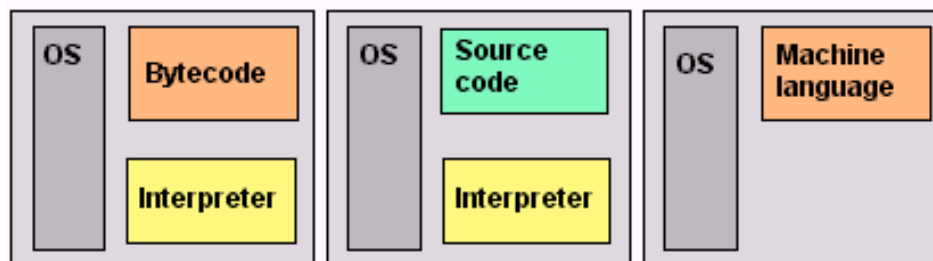 OS
Bytecode
Interpreter
OS
Source
code
Interpreter
OS
Machine
language